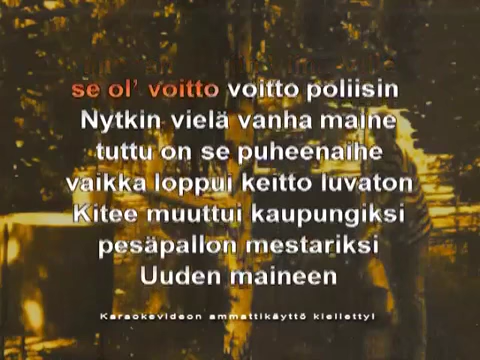 se ol' voitto voitto poliisin
Nytkin vielä vanha maine
tuttu on se puheenaihe
vaikka loppui keitto luvaton
Kitee muuttui kaupungiksi
pesäpallon mestariksi
Uuden maineen
Karaokevideon ammattikäyttö kielletty!